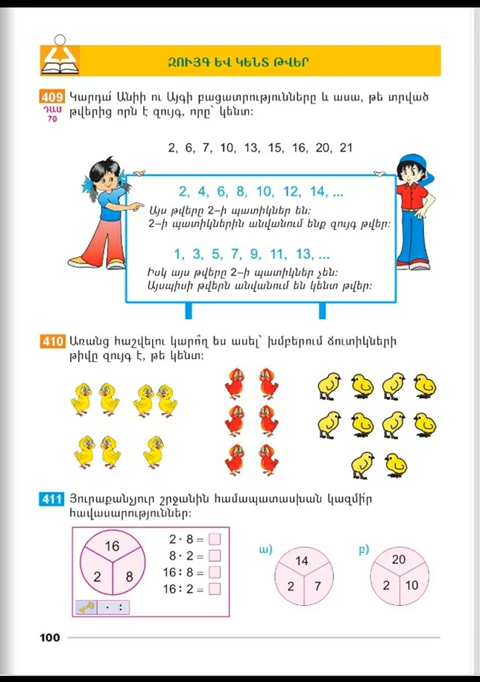 ԶՈՒՅԳ ԵՎ ԿԵՆՏ ԹՎԵՐ
409 Կարդա՛ Անիի ու Այգի բացատրությունները և ասա, թե տրված
ԴԱՍ 70
թվերից որն է զույգ, որը՝ կենտ:
2, 6, 7, 10, 13, 15, 16, 20, 21
2, 4, 6, 8, 10, 12, 14, ...
Այս թվերը 2–ի պատիկներ են:
2–ի պատիկներին անվանում ենք զույգ թվեր:
1, 3, 5, 7, 9, 11, 13, ...
Իսկ այս թվերը 2–ի պատիկներ չեն:
Այսպիսի թվերն անվանում են կենտ թվեր:
410 Առանց հաշվելու կարո՞ղ ես ասել՝ խմբերում ճուտիկների
թիվը զույգ է, թե կենտ:
411 Յուրաքանչյուր շրջանին համապատասխան կազմի՛ր
հավասարություններ:
16
2 8
· :
2 · 8 =
8 · 2 =
16 : 8 =
16 : 2 =
ա)
14
2 7
բ)
20
2 10
100